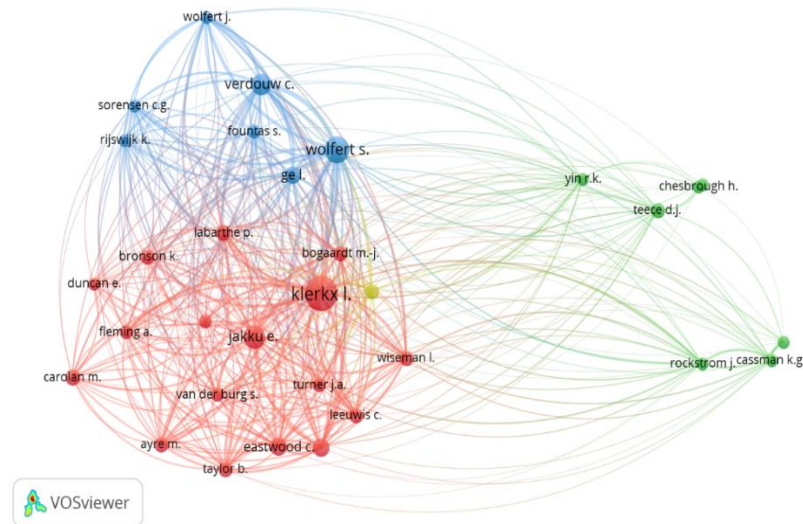 wolfert j.
verdouw c.
sorensen c.g.
fountas s.
rijswijk k.
wolfert s.
ge l.
yin r.k.
chesbrough h.
teece d.j.
labarthe p.
bronson k.
bogaardt m.-j.
duncan e.
klerkx l.
fleming a.
jakku e.
wiseman l.
rockstrom j.
cassman k.g
carolan m.
turner j.a.
van der burg s.
leeuwis c.
ayre m.
eastwood c.
taylor b.
VOSviewer